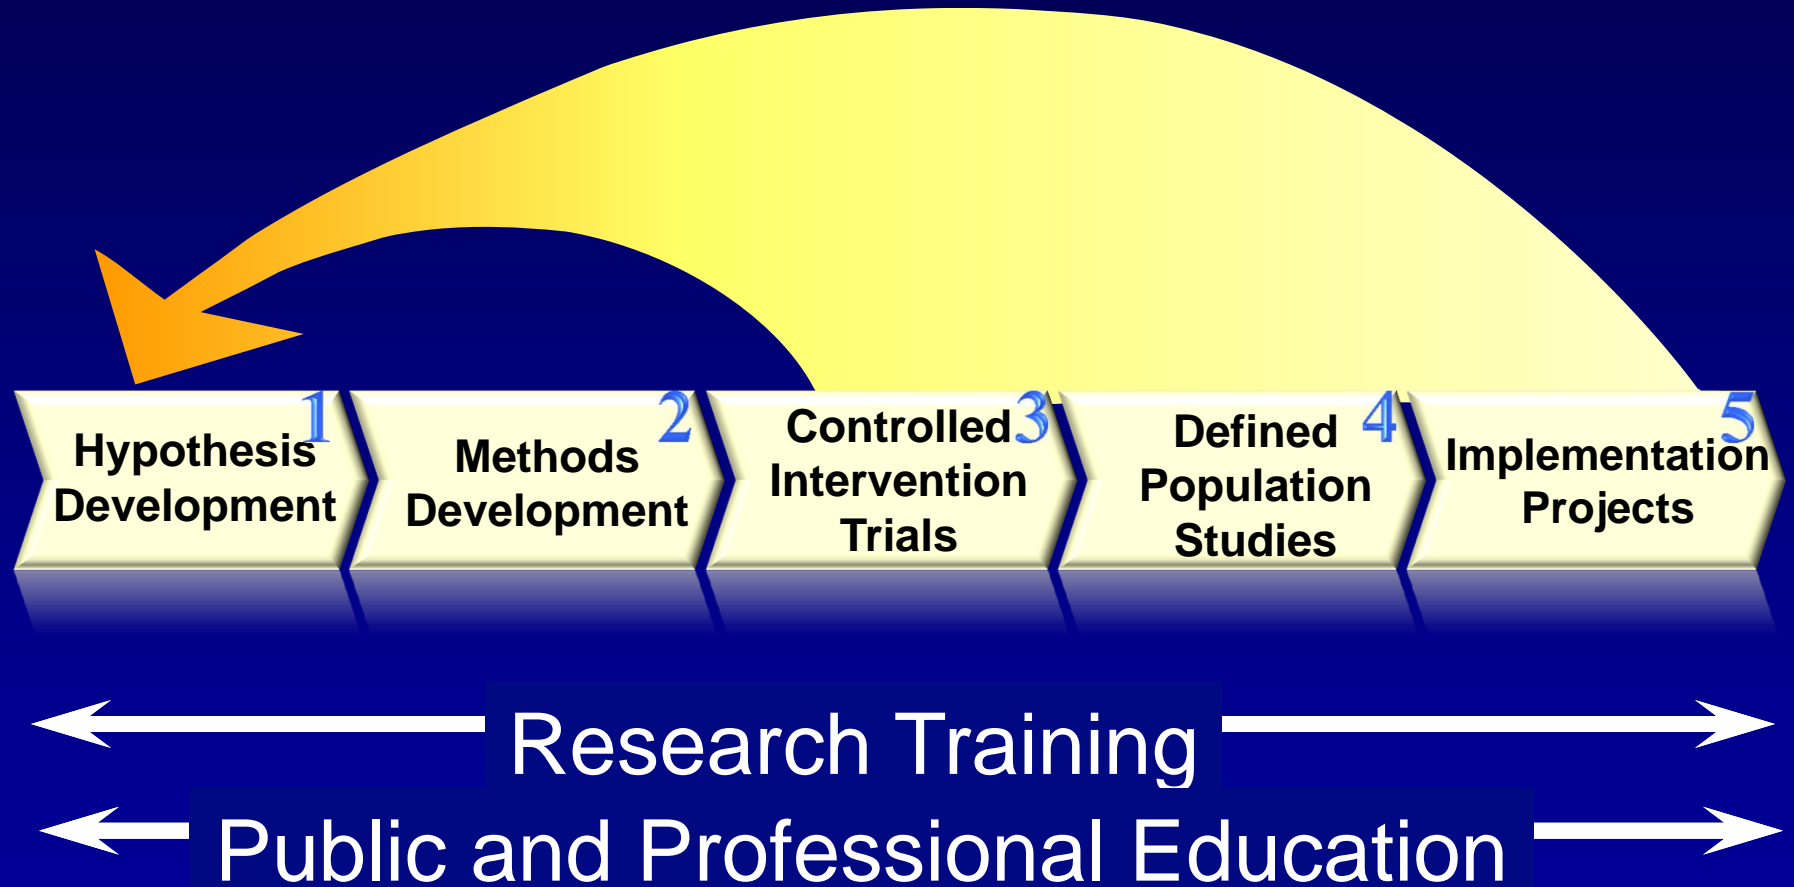 1
Hypothesis
Development
2
Methods
Development
3
Controlled
Intervention
Trials
4
Defined
Population
Studies
5
Implementation
Projects
Research Training
Public and Professional Education